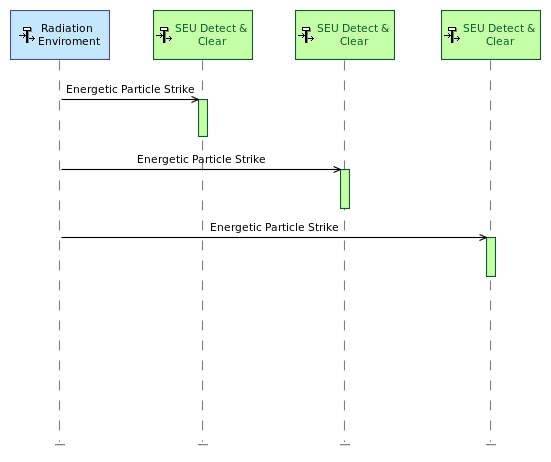 Radiation
Enviroment
SEU Detect &
Clear
SEU Detect &
Clear
SEU Detect &
Clear
Energetic Particle Strike
Energetic Particle Strike
Energetic Particle Strike